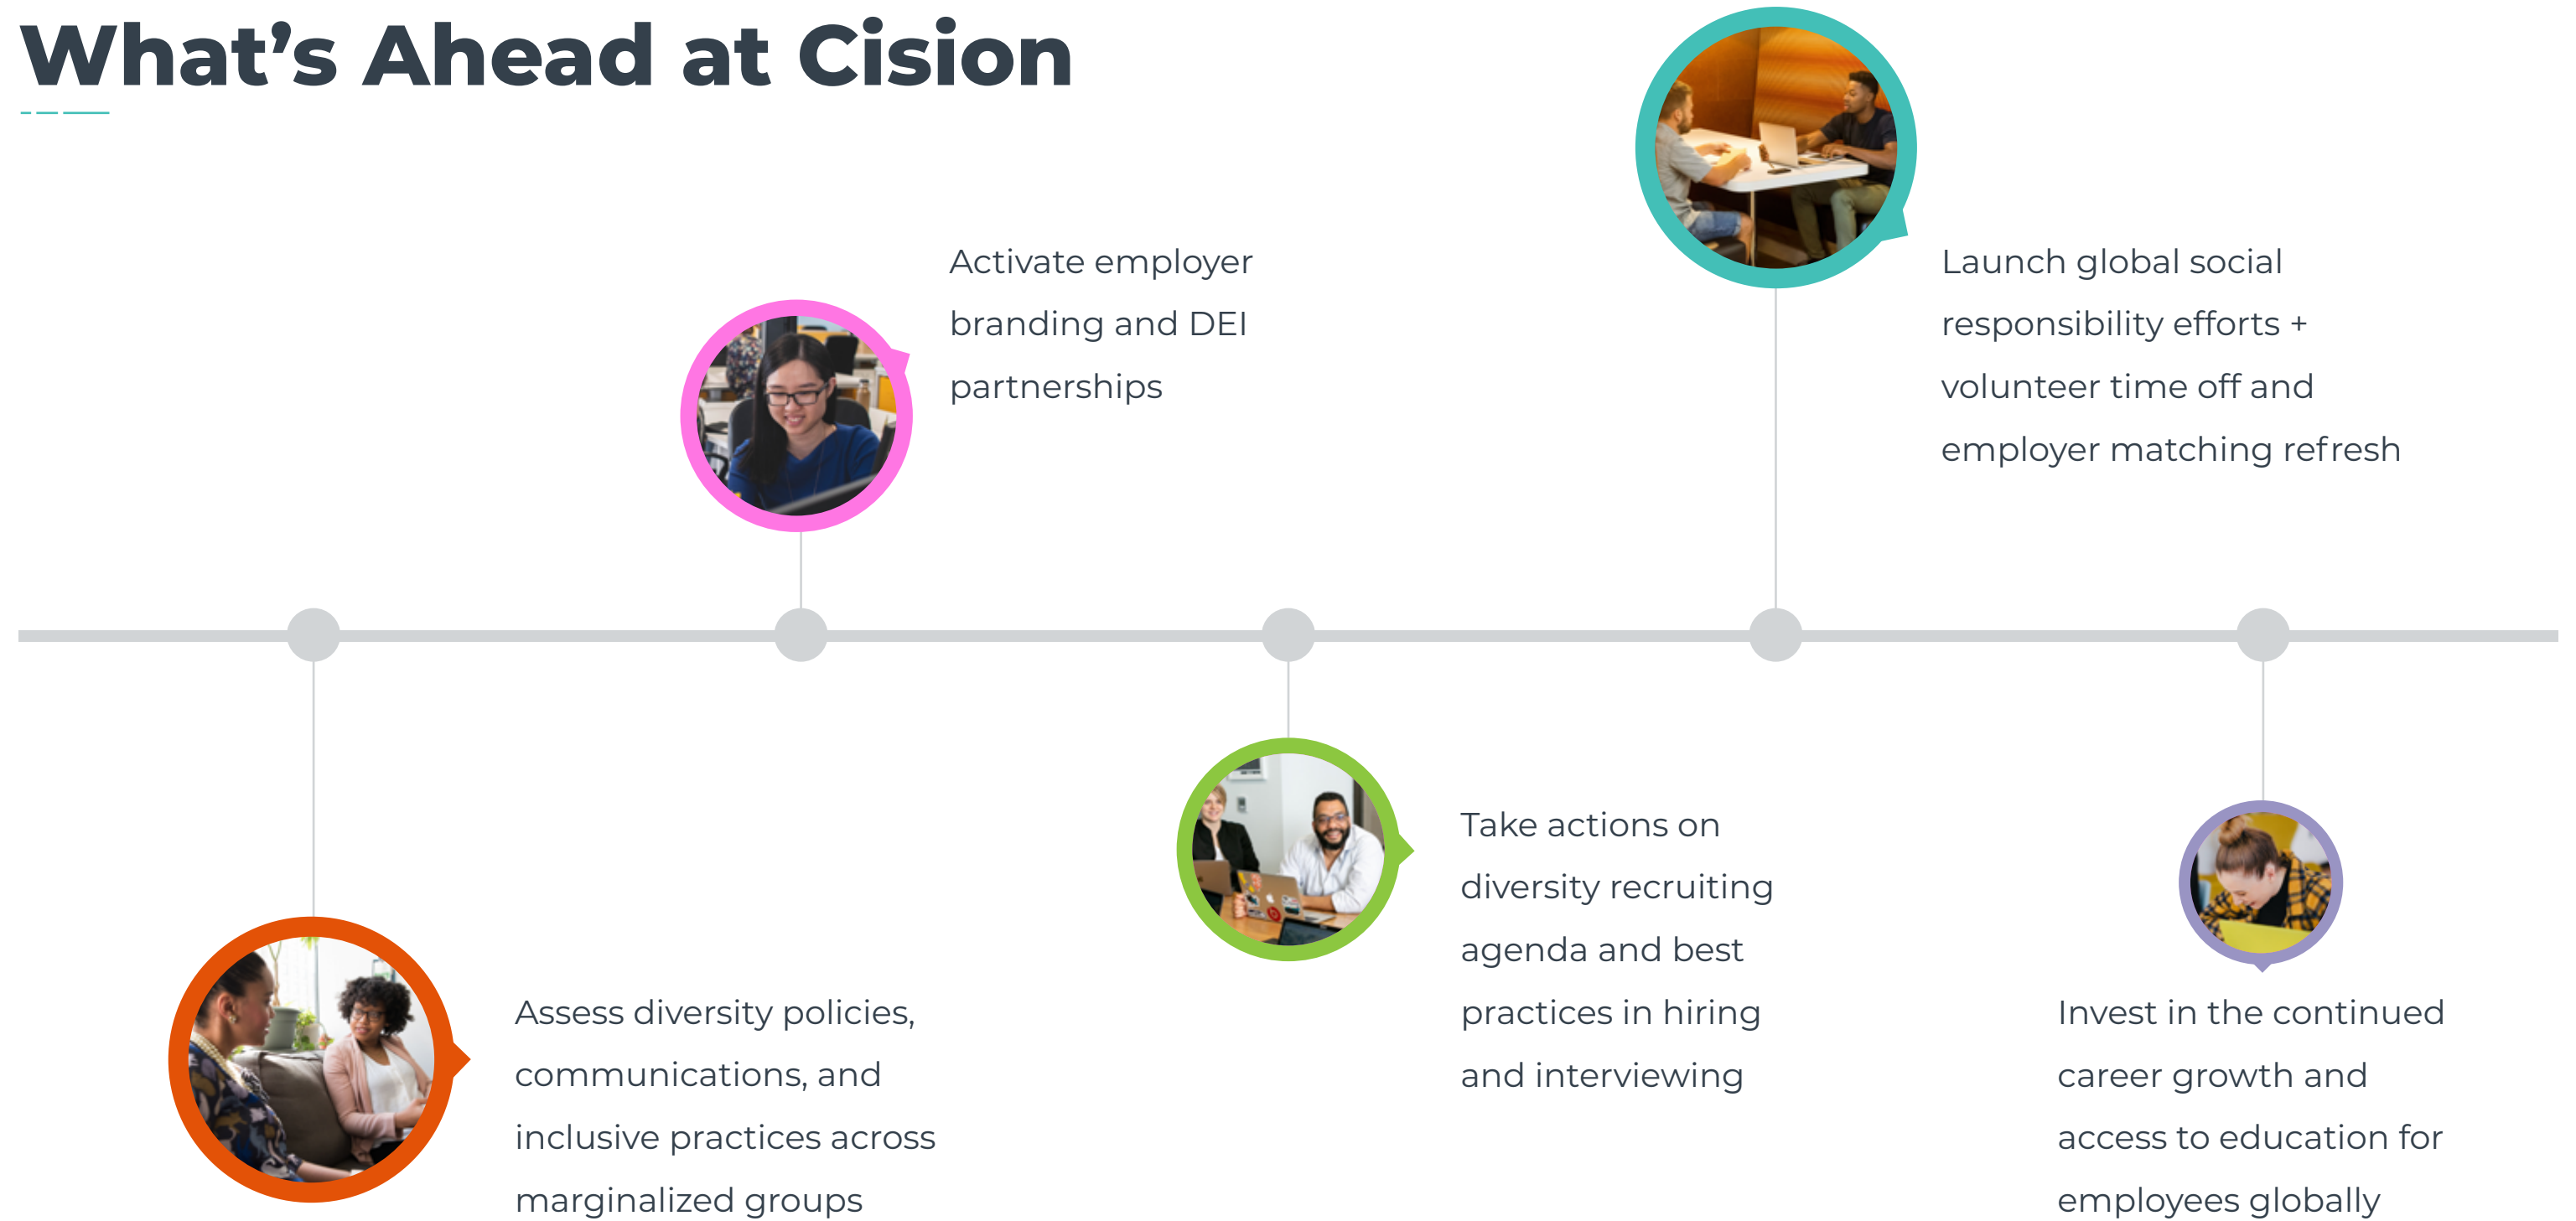 What’s Ahead at Cision
Activate employer
branding and DEI
partnerships
Launch global social
responsibility efforts +
volunteer time off and
employer matching refresh
Assess diversity policies,
communications, and
inclusive practices across
marginalized groups
Take actions on
diversity recruiting
agenda and best
practices in hiring
and interviewing
Invest in the continued
career growth and
access to education for
employees globally